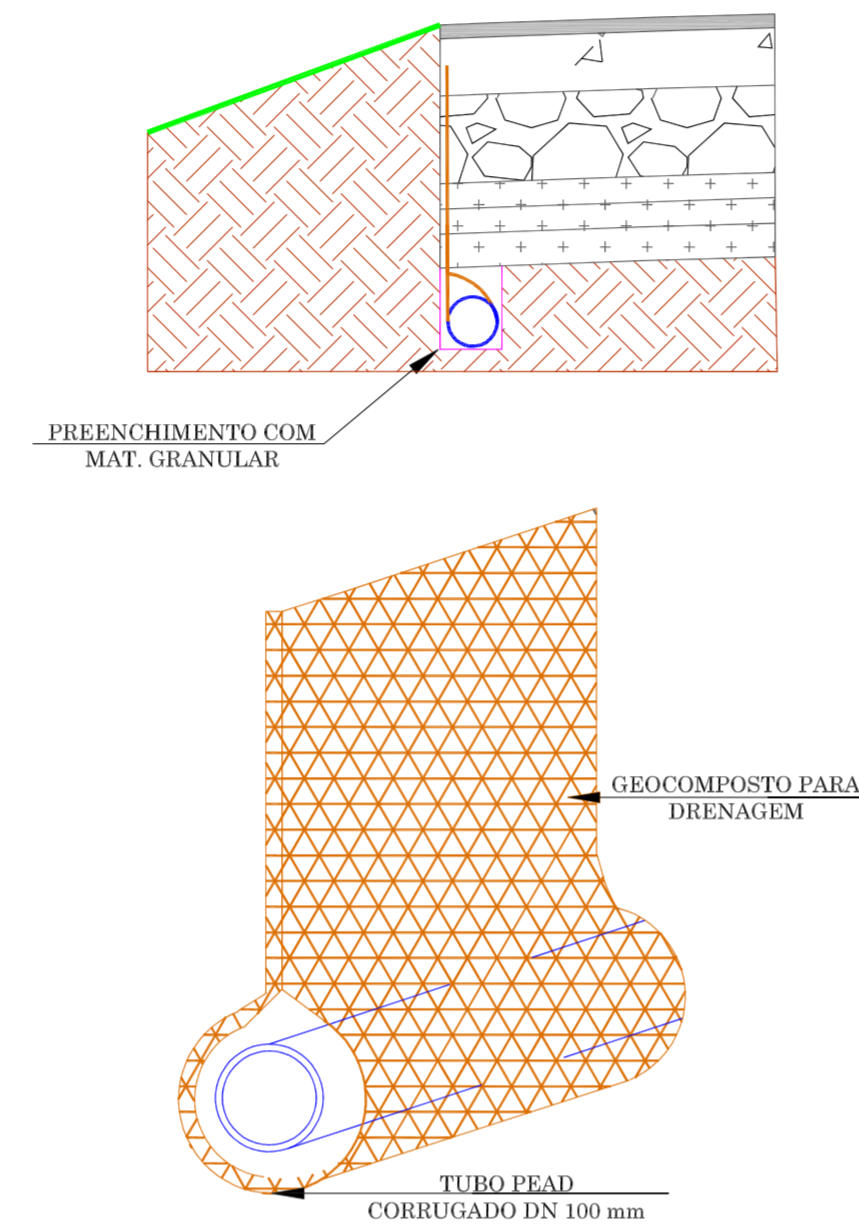 PREENCHIMENTO COM
MAT. GRANULAR
GEOCOMPOSTO PARA
DRENAGEM
TUBO PEAD
CORRUGADO DN 100 mm